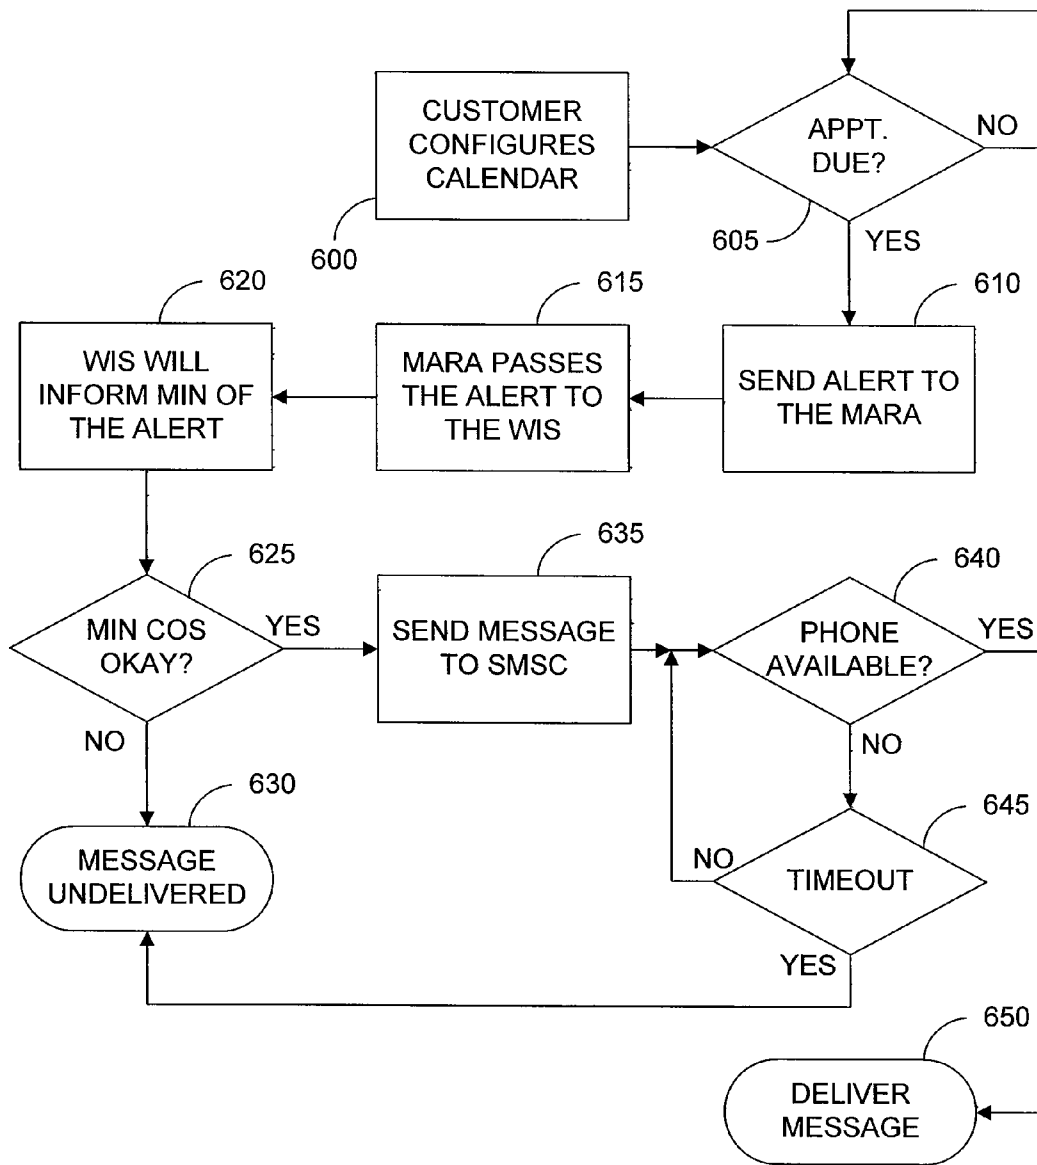 CUSTOMER
CONFIGURES
CALENDAR
600
APPT.
DUE?
NO
605
YES
620
615
610
WIS WILL
INFORM MIN OF
THE ALERT
MARA PASSES
THE ALERT TO
THE WIS
SEND ALERT TO
THE MARA
625
635
640
MIN COS
OKAY?
YES
SEND MESSAGE
TO SMSC
PHONE
AVAILABLE?
YES
NO
NO
630
645
MESSAGE
UNDELIVERED
NO
TIMEOUT
YES
650
DELIVER
MESSAGE